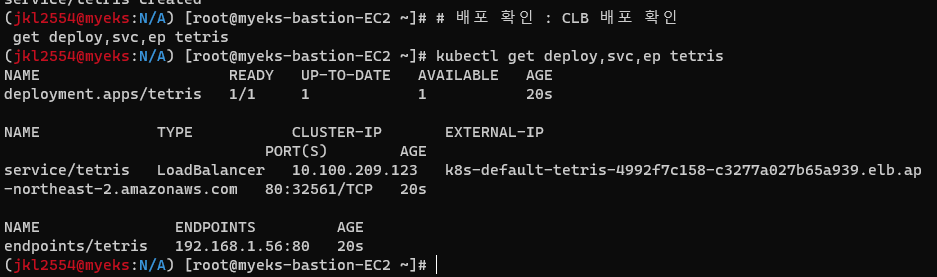 service/tetris created
(jkl2554@myeks:N/A) [root@myeks-bastion-EC2 ~]# # 배포 확인 : CLB 배포 확인
 get deploy,svc,ep tetris
(jkl2554@myeks:N/A) [root@myeks-bastion-EC2 ~]# kubectl get deploy,svc,ep tetris
NAME                     READY   UP-TO-DATE   AVAILABLE   AGE
deployment.apps/tetris   1/1     1            1           20s

NAME             TYPE           CLUSTER-IP       EXTERNAL-IP
                             PORT(S)        AGE
service/tetris   LoadBalancer   10.100.209.123   k8s-default-tetris-4992f7c158-c3277a027b65a939.elb.ap
-northeast-2.amazonaws.com   80:32561/TCP   20s

NAME               ENDPOINTS         AGE
endpoints/tetris   192.168.1.56:80   20s
(jkl2554@myeks:N/A) [root@myeks-bastion-EC2 ~]#